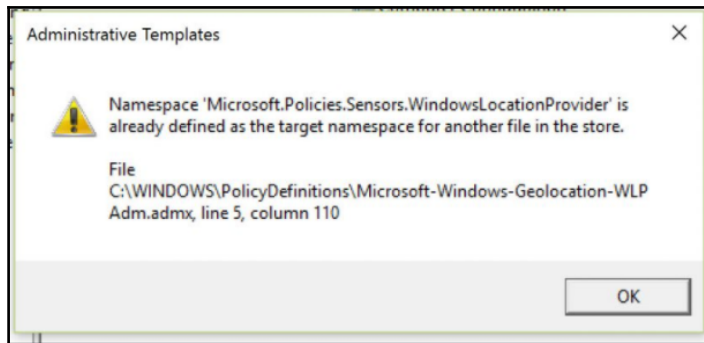 Administrative Templates
Namespace 'Microsoft.Policies.Sensors.WindowsLocationProvider' is
already defined as the target namespace for another file in the store.
File
C:\WINDOWS\PolicyDefinitions\Microsoft-Windows-Geolocation-WLP
Adm.admx, line 5, column 110
OK